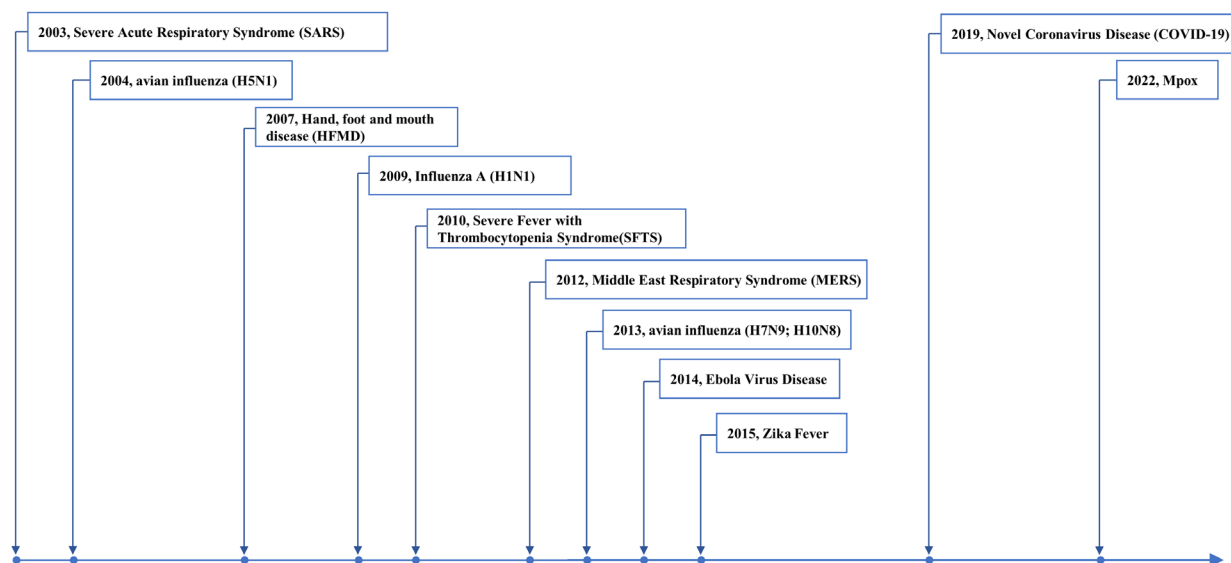 2003, Severe Acute Respiratory Syndrome (SARS)
2004, avian influenza (H5N1)
2007, Hand, foot and mouth
disease (HFMD)
2009, Influenza A (H1N1)
2010, Severe Fever with
Thrombocytopenia Syndrome(SFTS)
2012, Middle East Respiratory Syndrome (MERS)
2013, avian influenza (H7N9; H10N8)
2014, Ebola Virus Disease
2015, Zika Fever
2019, Novel Coronavirus Disease (COVID-19)
2022, Mpox